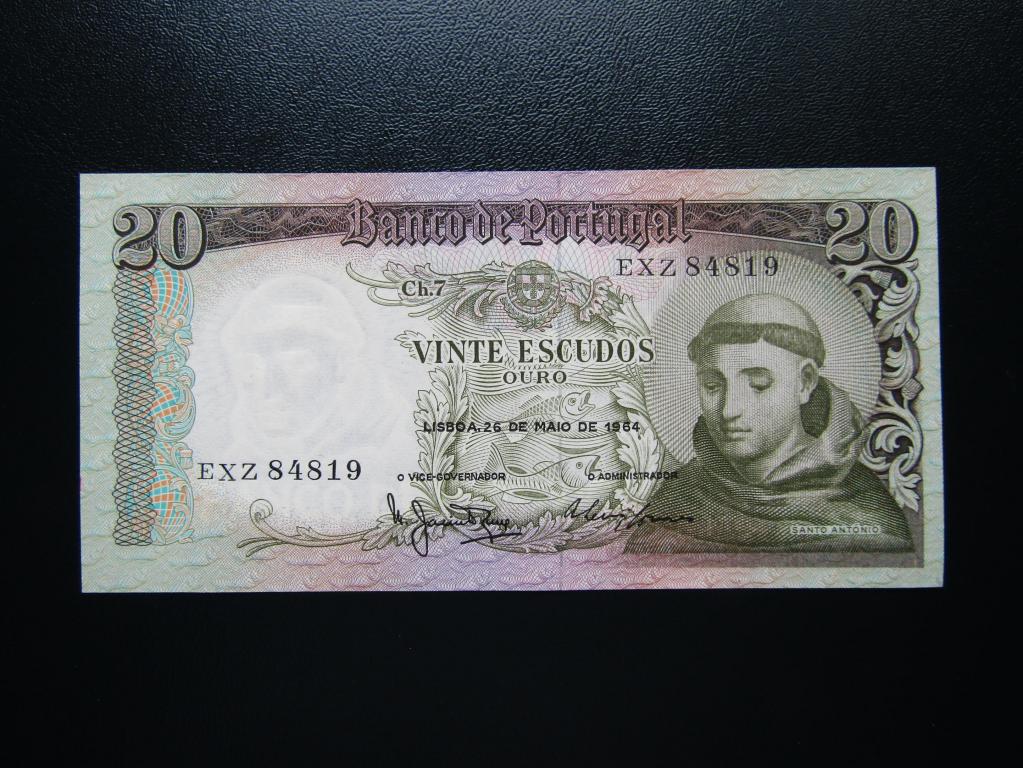 20 Banco de Portugal 20
EXZ 84819
Ch.7
VINTE ESCUDOS
OURO
LISBOA, 26 DE MAIO DE 1964
EXZ 84819
O VICE-GOVERNADOR O ADMINISTRADOR
SANTO ANTÓNIO